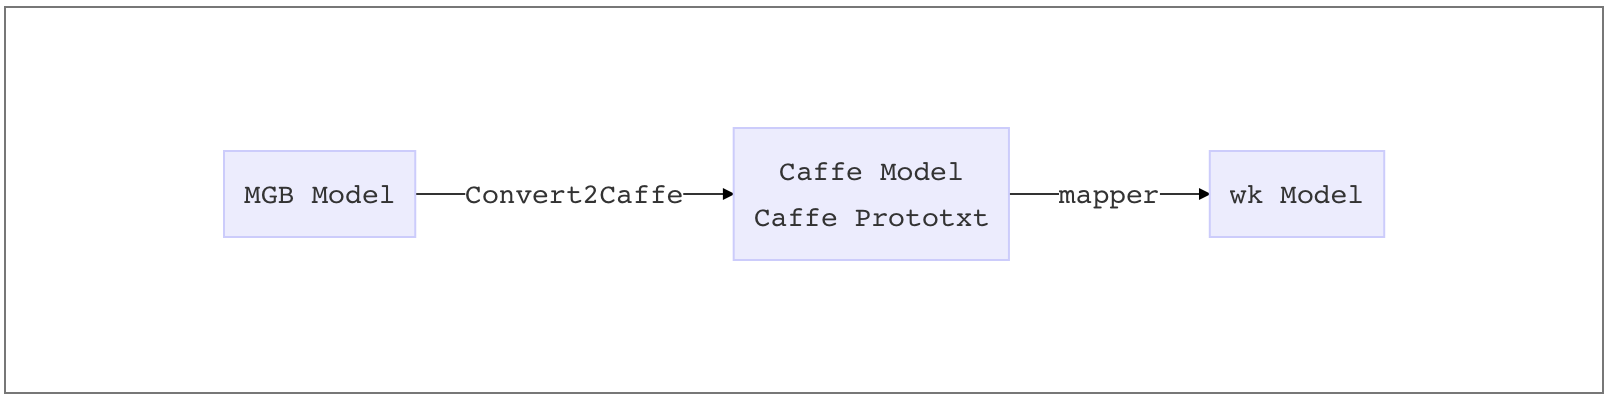 MGB Model
Convert2Caffe
Caffe Model
Caffe Prototxt
mapper
wk Model